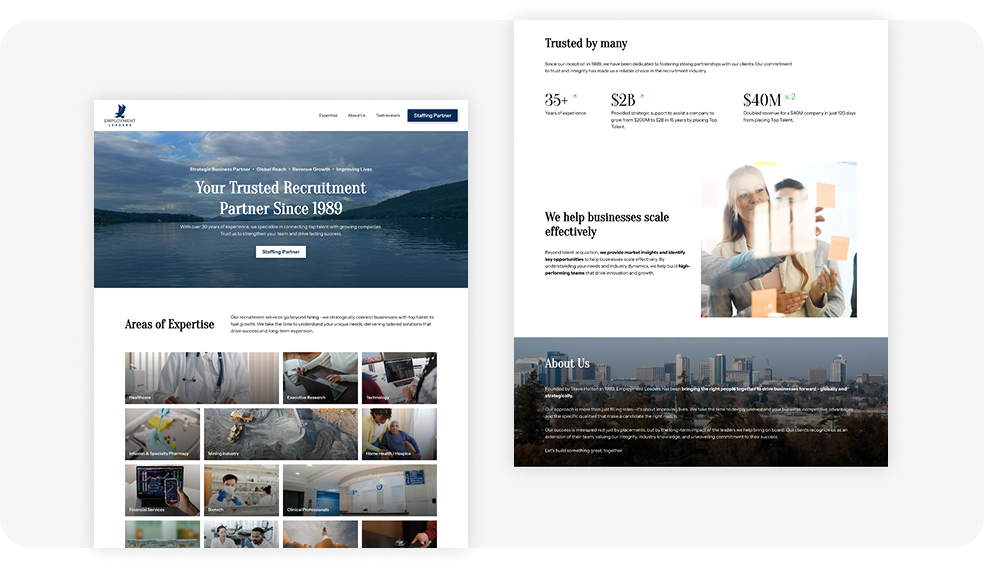 EMPLOYMENT
LEADERS
Expertise
About Us
Testimonials
Staffing Partner
Strategic Business Partner • Global Reach • Revenue Growth • Improving Lives
Your Trusted Recruitment
Partner Since 1989
With over 30 years of experience, we specialize in connecting top talent with growing companies.
Trust us to strengthen your team and drive lasting success.
Staffing Partner
Areas of Expertise
Our recruitment services go beyond hiring –we strategically connect businesses with top talent to
fuel growth. We take the time to understand your unique needs, delivering tailored solutions that
drive success and long-term expansion.
Healthcare
Executive Research
Technology
Infusion & Specialty Pharmacy
Mining Industry
Home Health / Hospice
Financial Services
Biotech
Clinical Professionals
Trusted by many
Since our inception in 1989, we have been dedicated to fostering strong partnerships with our clients. Our commitment
to trust and integrity has made us a reliable choice in the recruitment industry.
35+
Years of experience
$2B
Provided strategic support to assist a company to
grow from $200M to $2B in 15 years by placing Top
Talent.
$40M x 2
Doubled revenue for a $40M company in just 120 days
from placing Top Talent.
We help businesses scale
effectively
Beyond talent acquisition, we provide market insights and identify
key opportunities to help businesses scale effectively. By
understanding your needs and industry dynamics, we help build high-
performing teams that drive innovation and growth.
About Us
Founded by Steve Hutton in 1989, Employment Leaders has been bringing the right people together to drive businesses forward - globally and
strategically.
Our approach is more than just filling roles—it's about improving lives. We take the time to deeply understand your business, competitive advantages,
and the specific qualities that make a candidate the right match.
Our success is measured not just by placements, but by the long-term impact of the leaders we help bring on board. Our clients recognize us as an
extension of their team, valuing our integrity, industry knowledge, and unwavering commitment to their success.
Let's build something great, together.